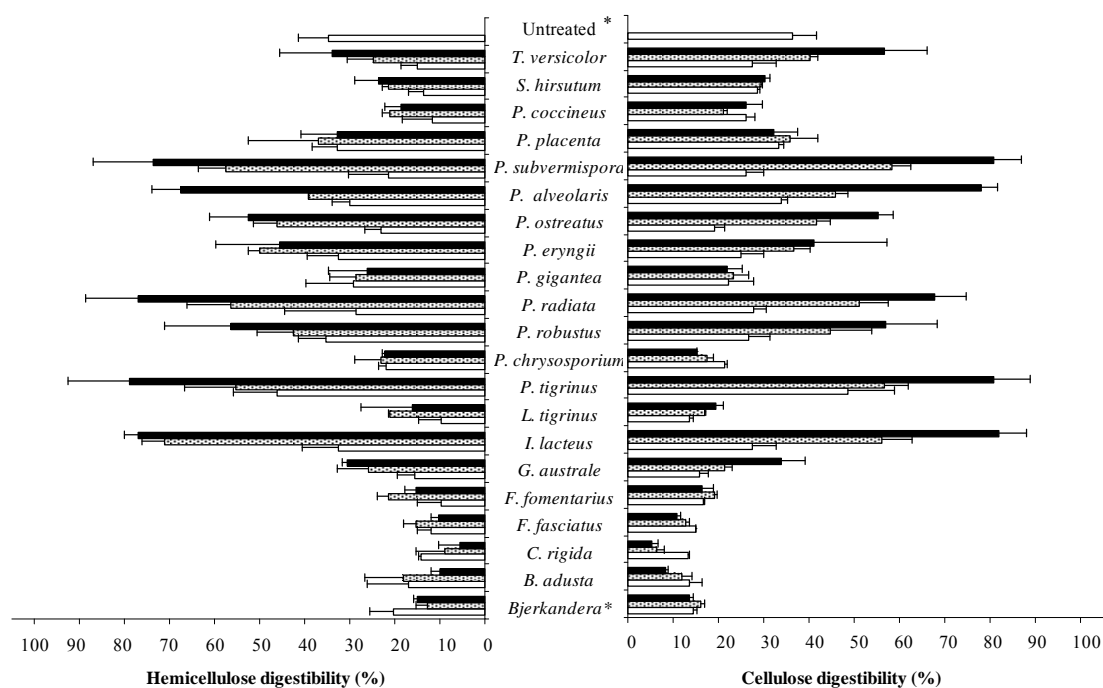 Untreated *
T. versicolor
S. hirsutum
P. coccineus
P. placenta
P. subvermispora
P. alveolaris
P. ostreatus
P. eryngii
P. gigantea
P. radiata
P. robustus
P. chrysosporium
P. tigrinus
L. tigrinus
I. lacteus
G. australe
F. fomentarius
F. fasciatus
C. rigida
B. adusta
Bjerkandera*
100 90 80 70 60 50 40 30 20 10 0
0 10 20 30 40 50 60 70 80 90 100
Hemicellulose digestibility (%)
Cellulose digestibility (%)